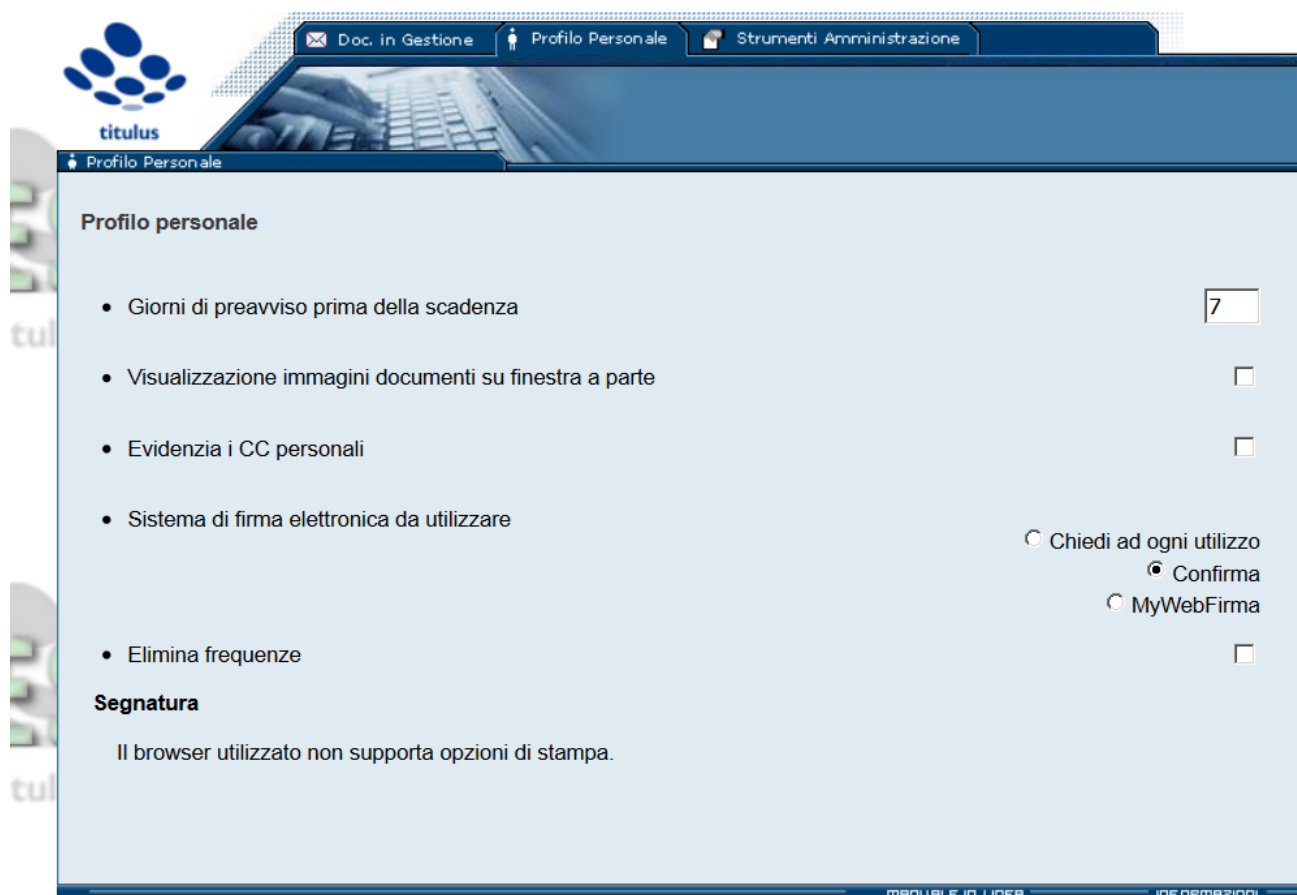 Doc. in Gestione
Profilo Personale
Strumenti Amministrazione
titulus
Profilo Personale
Profilo personale
Giorni di preavviso prima della scadenza
7
Visualizzazione immagini documenti su finestra a parte
Evidenzia i CC personali
Sistema di firma elettronica da utilizzare
Chiedi ad ogni utilizzo
Confirma
MyWebFirma
Elimina frequenze
Segnatura
Il browser utilizzato non supporta opzioni di stampa.
tul
tul